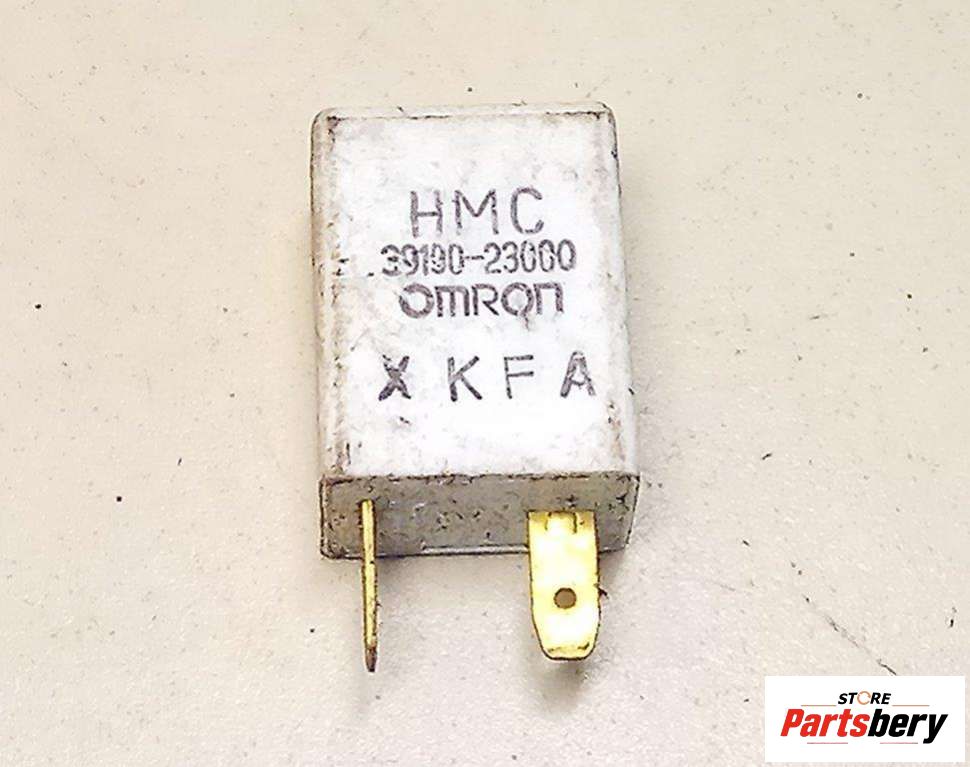 HMC
39190-23000
OMRON
X K F A
STORE
Partsbery